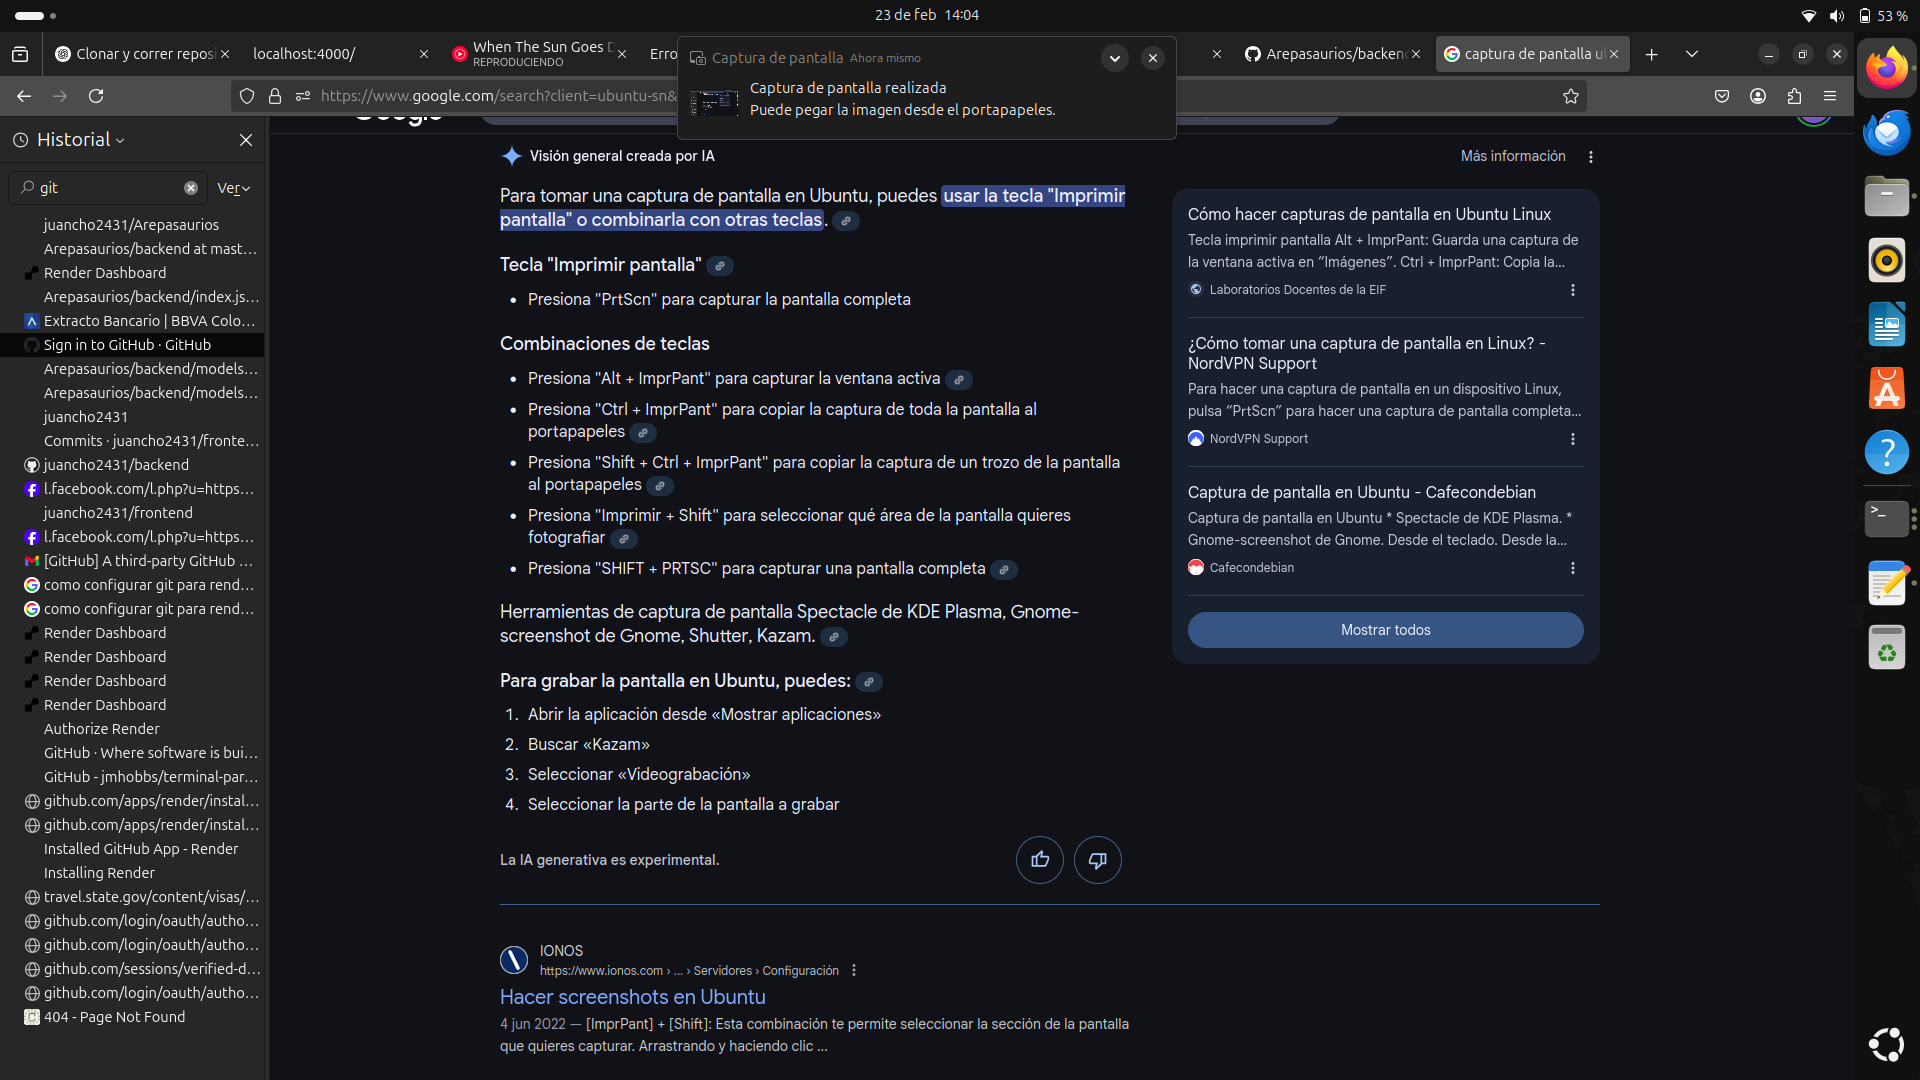 23 de feb 14:04
53 %
Clonar y correr repos
localhost:4000/
When The Sun Goes D
REPRODUCIENDO
Erro
Arepasaurios/backen
captura de pantalla u
https://www.google.com/search?client=ubuntu-sn&
Captura de pantalla Ahora mismo
Captura de pantalla realizada
Puede pegar la imagen desde el portapapeles.
Historial
git
Ver
juancho2431/Arepasaurios
Arepasaurios/backend at mast…
Render Dashboard
Arepasaurios/backend/index.js…
Extracto Bancario | BBVA Colo…
Sign in to GitHub · GitHub
Arepasaurios/backend/models…
Arepasaurios/backend/models…
juancho2431
Commits · juancho2431/fronte…
juancho2431/backend
l.facebook.com/l.php?u=https…
juancho2431/frontend
l.facebook.com/l.php?u=https…
[GitHub] A third-party GitHub …
como configurar git para rend…
como configurar git para rend…
Render Dashboard
Render Dashboard
Render Dashboard
Render Dashboard
Authorize Render
GitHub · Where software is bui…
GitHub - jmhobbs/terminal-par…
github.com/apps/render/instal…
github.com/apps/render/instal…
Installed GitHub App - Render
Installing Render
travel.state.gov/content/visas/…
github.com/login/oauth/autho…
github.com/login/oauth/autho…
github.com/sessions/verified-d…
github.com/login/oauth/autho…
404 - Page Not Found
Google
Visión general creada por IA
Más información
Para tomar una captura de pantalla en Ubuntu, puedes usar la tecla "Imprimir
pantalla" o combinarla con otras teclas.
Tecla "Imprimir pantalla"
• Presiona "PrtScn" para capturar la pantalla completa
Combinaciones de teclas
• Presiona "Alt + ImprPant" para capturar la ventana activa
• Presiona "Ctrl + ImprPant" para copiar la captura de toda la pantalla al
portapapeles
• Presiona "Shift + Ctrl + ImprPant" para copiar la captura de un trozo de la pantalla
al portapapeles
• Presiona "Imprimir + Shift" para seleccionar qué área de la pantalla quieres
fotografiar
• Presiona "SHIFT + PRTSC" para capturar una pantalla completa
Herramientas de captura de pantalla Spectacle de KDE Plasma, Gnome-
screenshot de Gnome, Shutter, Kazam.
Para grabar la pantalla en Ubuntu, puedes:
1. Abrir la aplicación desde «Mostrar aplicaciones»
2. Buscar «Kazam»
3. Seleccionar «Videograbación»
4. Seleccionar la parte de la pantalla a grabar
La IA generativa es experimental.
Cómo hacer capturas de pantalla en Ubuntu Linux
Tecla imprimir pantalla Alt + ImprPant: Guarda una captura de
la ventana activa en “Imágenes”. Ctrl + ImprPant: Copia la…
Laboratorios Docentes de la EIF
¿Cómo tomar una captura de pantalla en Linux? -
NordVPN Support
Para hacer una captura de pantalla en un dispositivo Linux,
pulsa “PrtScn” para hacer una captura de pantalla completa…
NordVPN Support
Captura de pantalla en Ubuntu - Cafecondebian
Captura de pantalla en Ubuntu * Spectacle de KDE Plasma. *
Gnome-screenshot de Gnome. Desde el teclado. Desde la…
Cafecondebian
Mostrar todos
IONOS
https://www.ionos.com › ... › Servidores › Configuración
Hacer screenshots en Ubuntu
4 jun 2022 — [ImprPant] + [Shift]: Esta combinación te permite seleccionar la sección de la pantalla
que quieres capturar. Arrastrando y haciendo clic ...